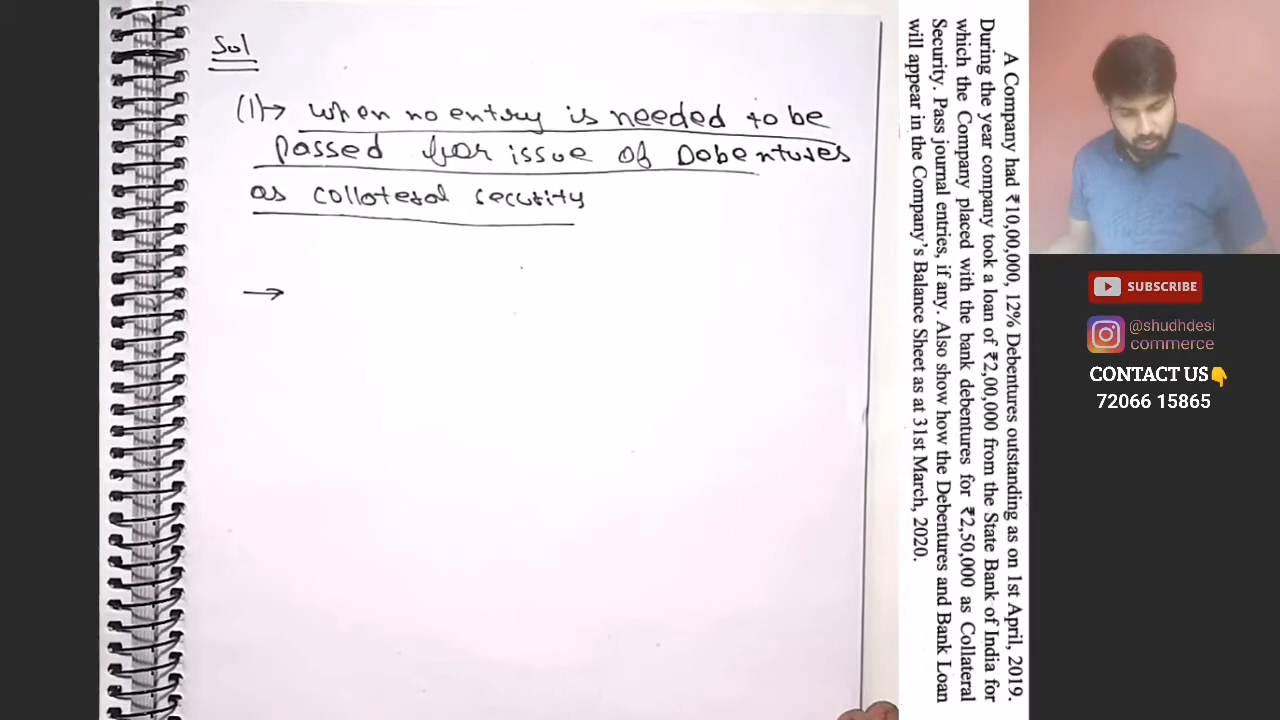 Sol
(1)→ when no entry is needed to be
passed for issue of Debentures
as collateral security
→
A Company had ₹10,00,000, 12% Debentures outstanding as on 1st April, 2019.
During the year company took a loan of ₹2,00,000 from the State Bank of India for
which the Company placed with the bank debentures for ₹2,50,000 as Collateral
Security. Pass journal entries, if any. Also show how the Debentures and Bank Loan
will appear in the Company's Balance Sheet as at 31st March, 2020.
SUBSCRIBE
@shudhdesi
commerce
CONTACT US👇
72066 15865